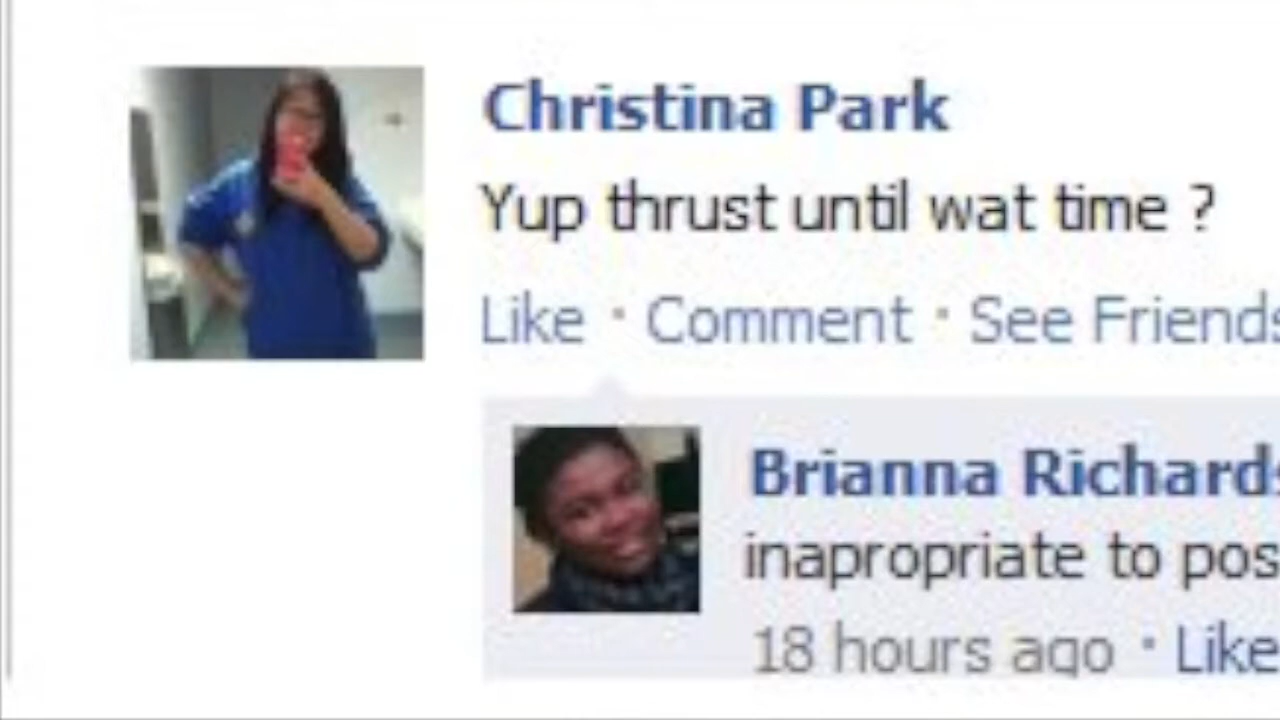 Christina Park
Yup thrust until wat time ?
Like · Comment · See Friends
Brianna Richards
inapropriate to pos
18 hours ago · Like